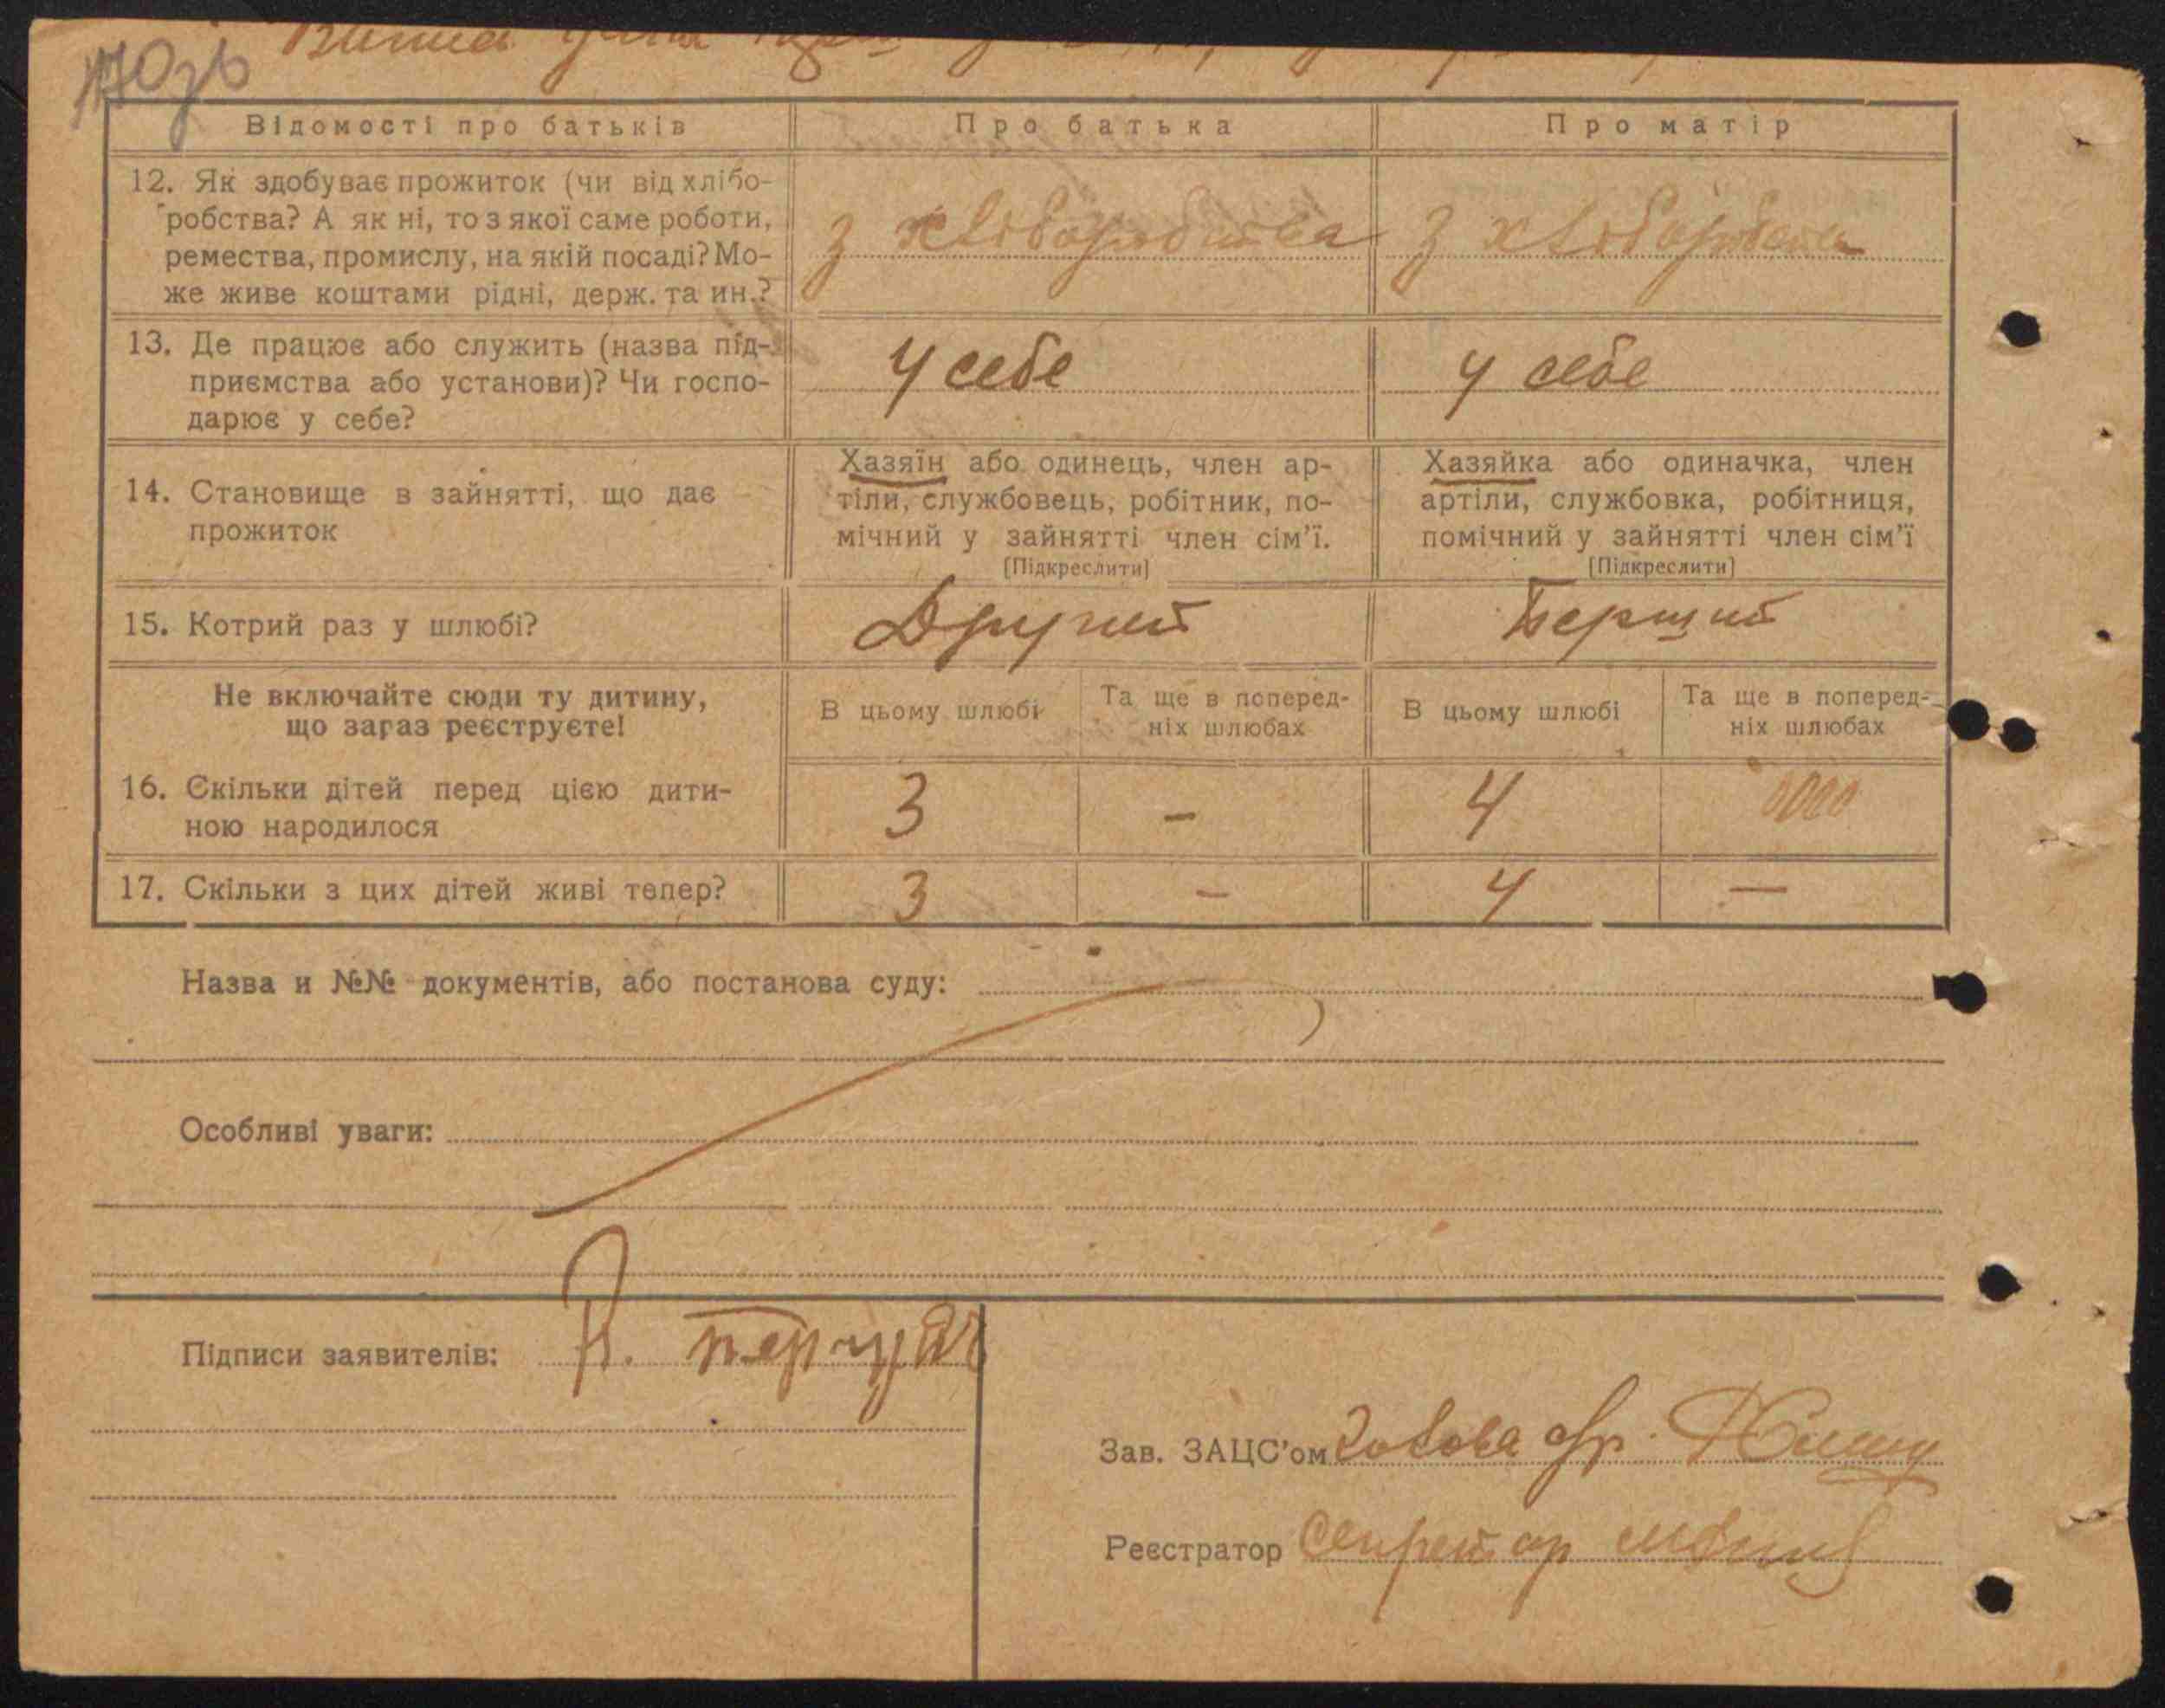 170зв
Відомості про батьків
Про батька
Про матір
12. Як здобуває прожиток (чи від хлібо-
робства? А як ні, то з якої саме роботи,
ремества, промислу, на якій посаді? Мо-
же живе коштами рідні, держ. та ин.?
З хліборобства
З хліборобства
13. Де працює або служить (назва під-
приємства або установи)? Чи госпо-
дарює у себе?
У себе
У себе
14. Становище в зайнятті, що дає
прожиток
Хазяїн або одинець, член ар-
тіли, службовець, робітник, по-
мічний у зайнятті член сім'ї.
[Підкреслити]
Хазяйка або одиначка, член
артіли, службовка, робітниця,
помічний у зайнятті член сім'ї
[Підкреслити]
15. Котрий раз у шлюбі?
Другий
Перший
Не включайте сюди ту дитину,
що зараз реєструєте!
В цьому шлюбі
Та ще в поперед-
ніх шлюбах
В цьому шлюбі
Та ще в поперед-
ніх шлюбах
16. Скільки дітей перед цією дити-
ною народилося
3
-
4
17. Скільки з цих дітей живі тепер?
3
-
4
-
Назва и №№ документів, або постанова суду:
Особливі уваги:
Підписи заявителів:
Зав. ЗАЦС'ом Голова
Реєстратор Секретар